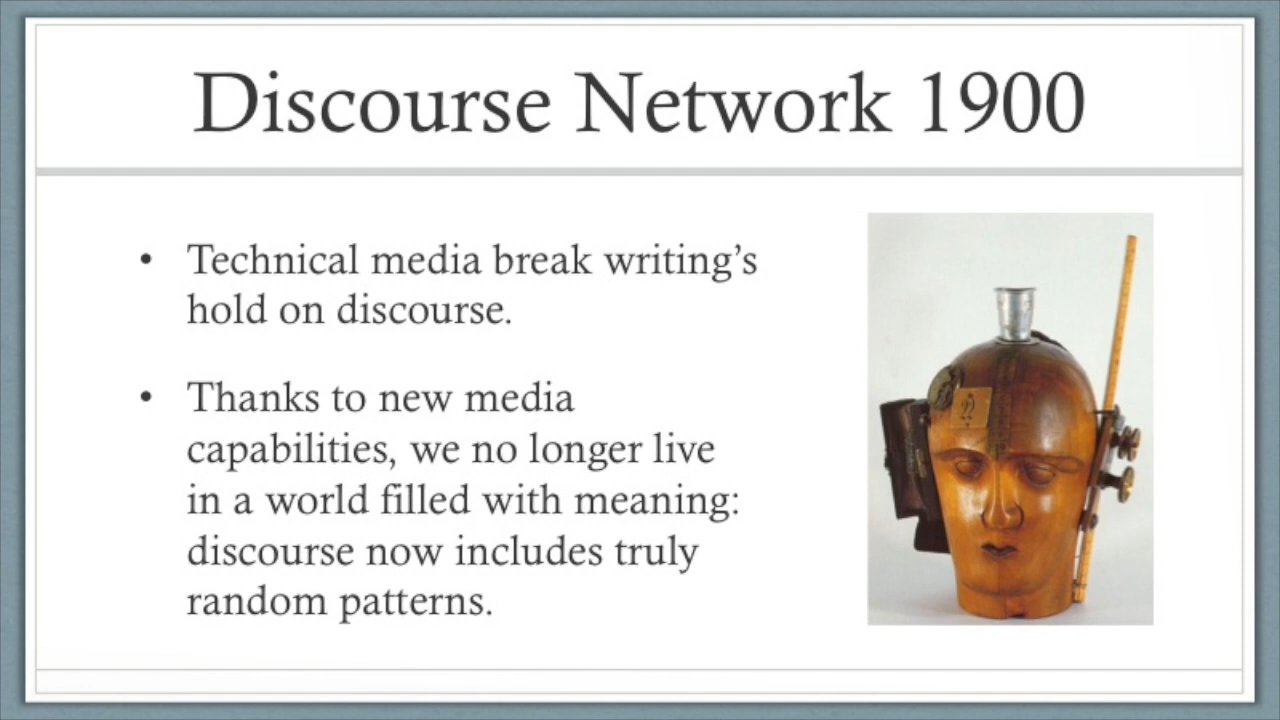 Discourse Network 1900
• Technical media break writing’s
hold on discourse.
• Thanks to new media
capabilities, we no longer live
in a world filled with meaning:
discourse now includes truly
random patterns.
22